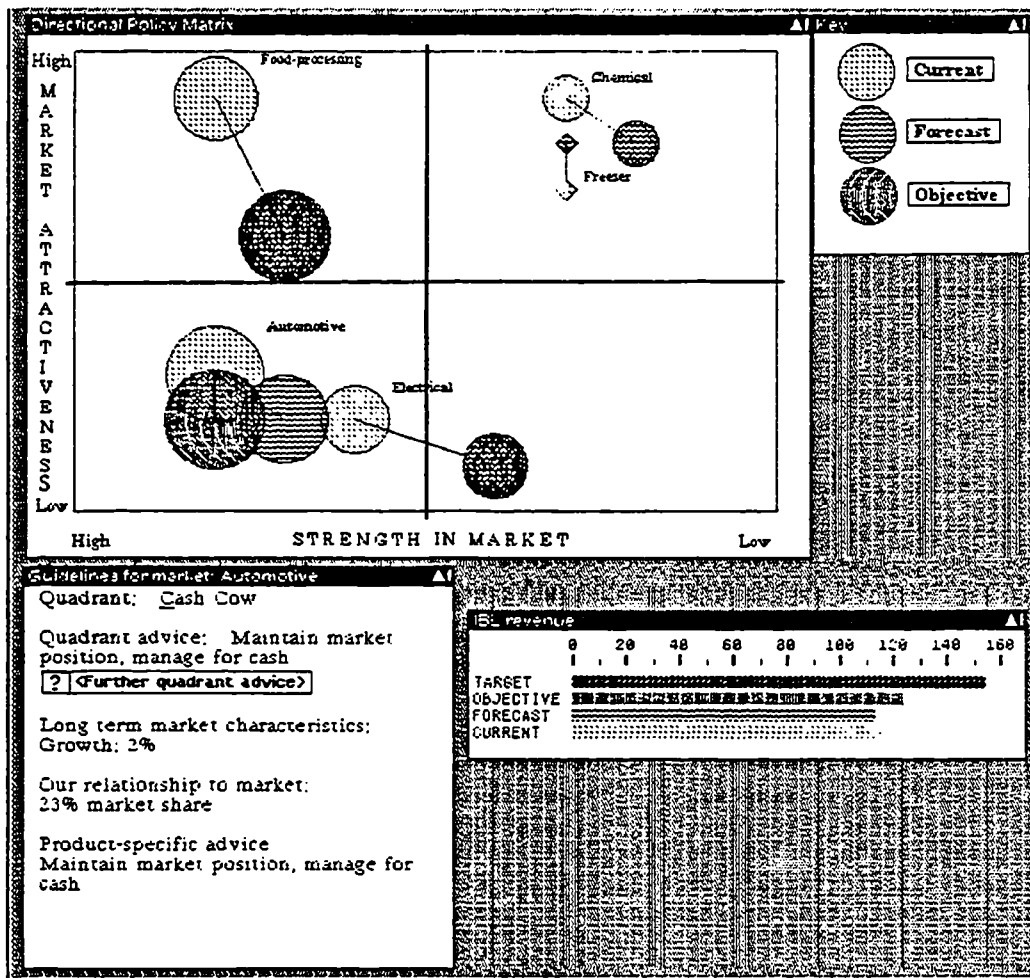 Directional Policy Matrix
Key
High
MARKET ATTRACTIVENESS
Low
Food-procesing
Chemical
Freezer
Automotive
Electrical
High STRENGTH IN MARKET Low
Current
Forecast
Objective
Guidelines for market: Automotive
Quadrant: Cash Cow
Quadrant advice: Maintain market
position, manage for cash
? <Further quadrant advice>
Long term market characteristics:
Growth: 2%
Our relationship to market:
23% market share
Product-specific advice
Maintain market position, manage for
cash
IBL revenue
0 20 40 60 80 100 120 140 160
TARGET
OBJECTIVE
FORECAST
CURRENT